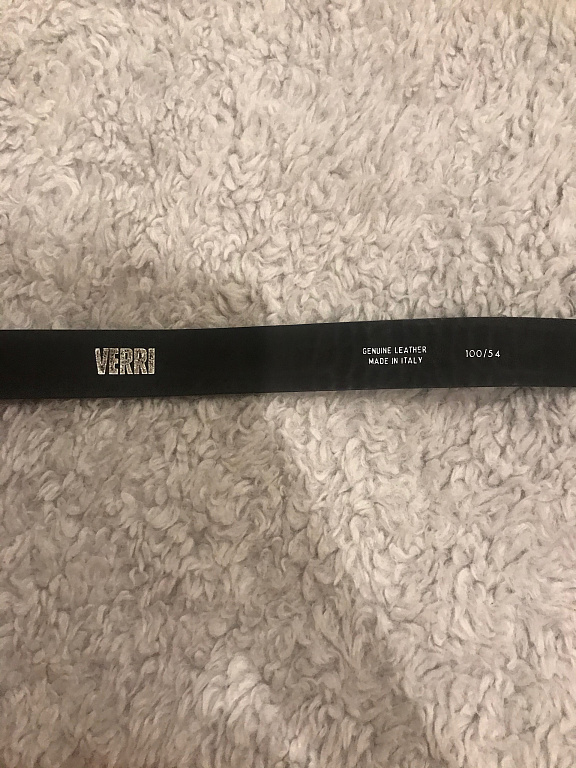 VERRI
GENUINE LEATHER
MADE IN ITALY
100/54